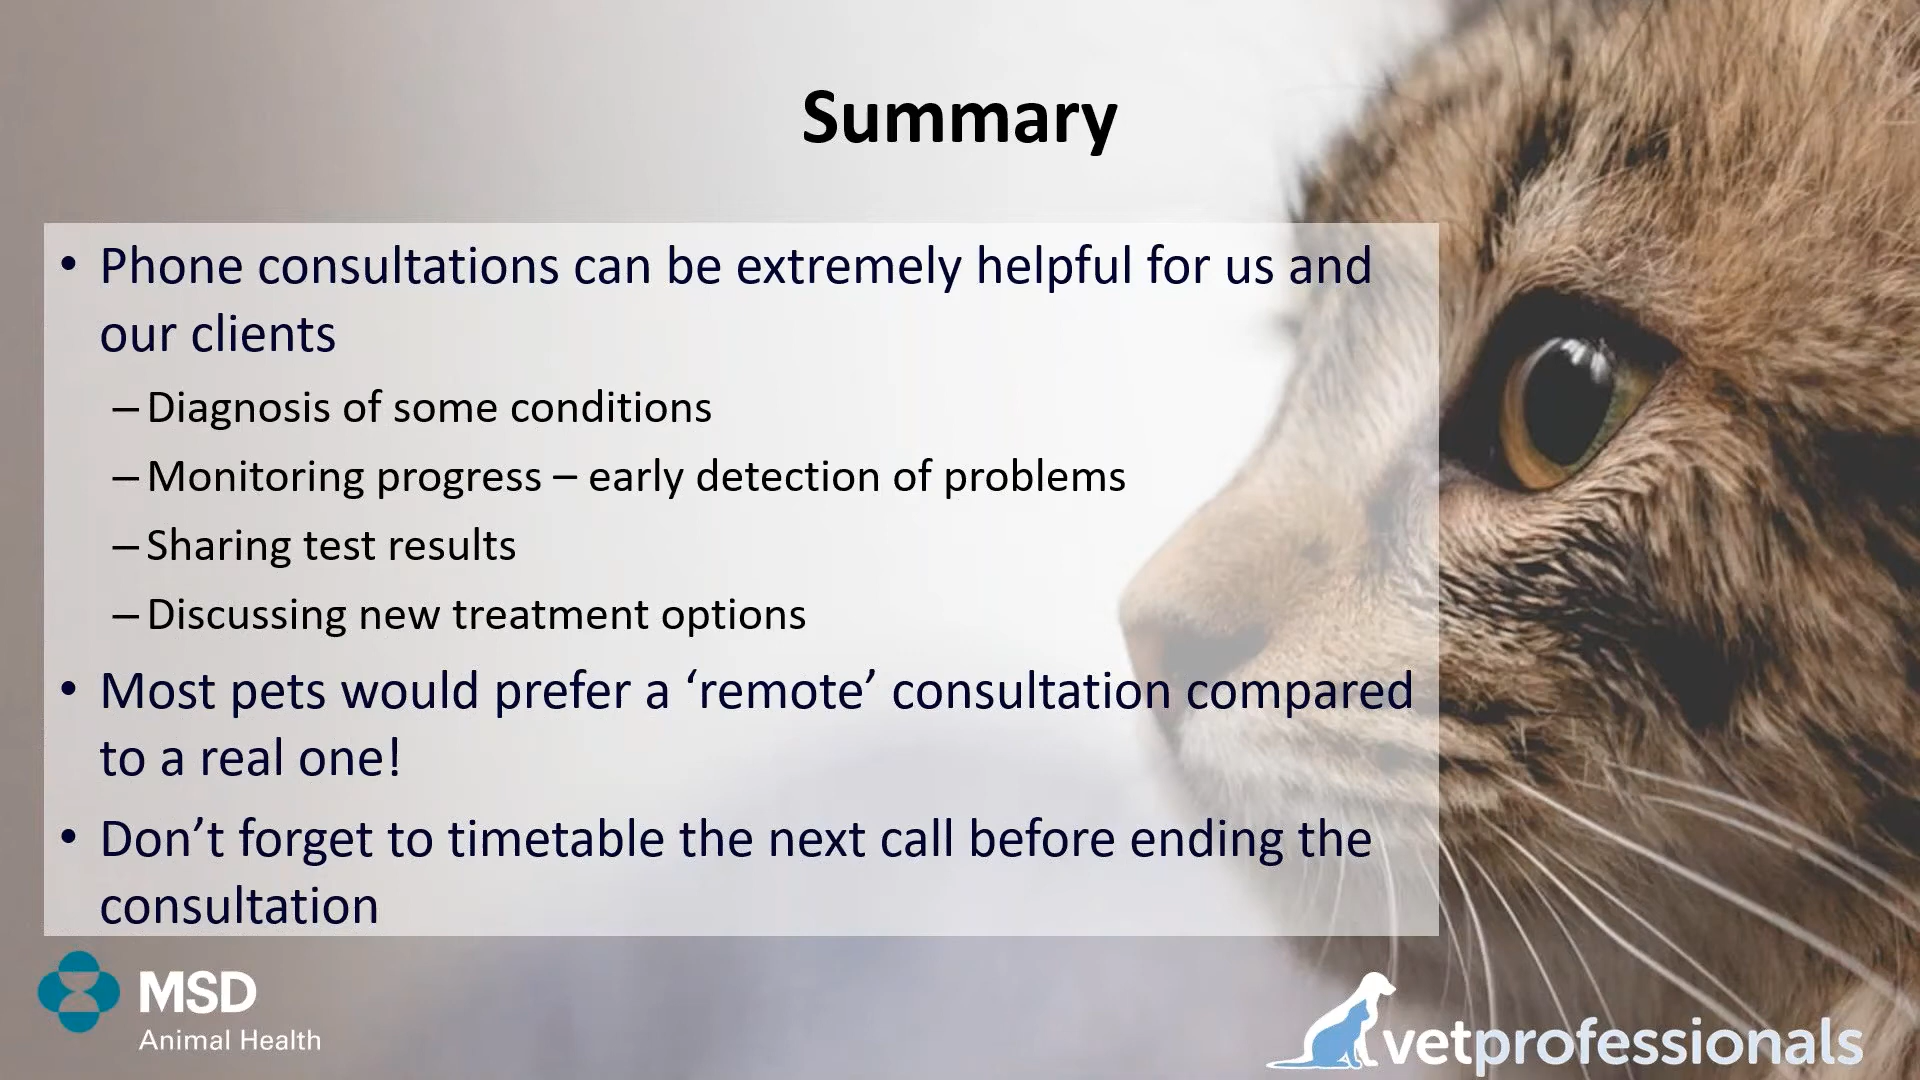 Summary
• Phone consultations can be extremely helpful for us and
our clients
– Diagnosis of some conditions
– Monitoring progress – early detection of problems
– Sharing test results
– Discussing new treatment options
• Most pets would prefer a ‘remote’ consultation compared
to a real one!
• Don’t forget to timetable the next call before ending the
consultation
MSD
Animal Health
vetprofessionals